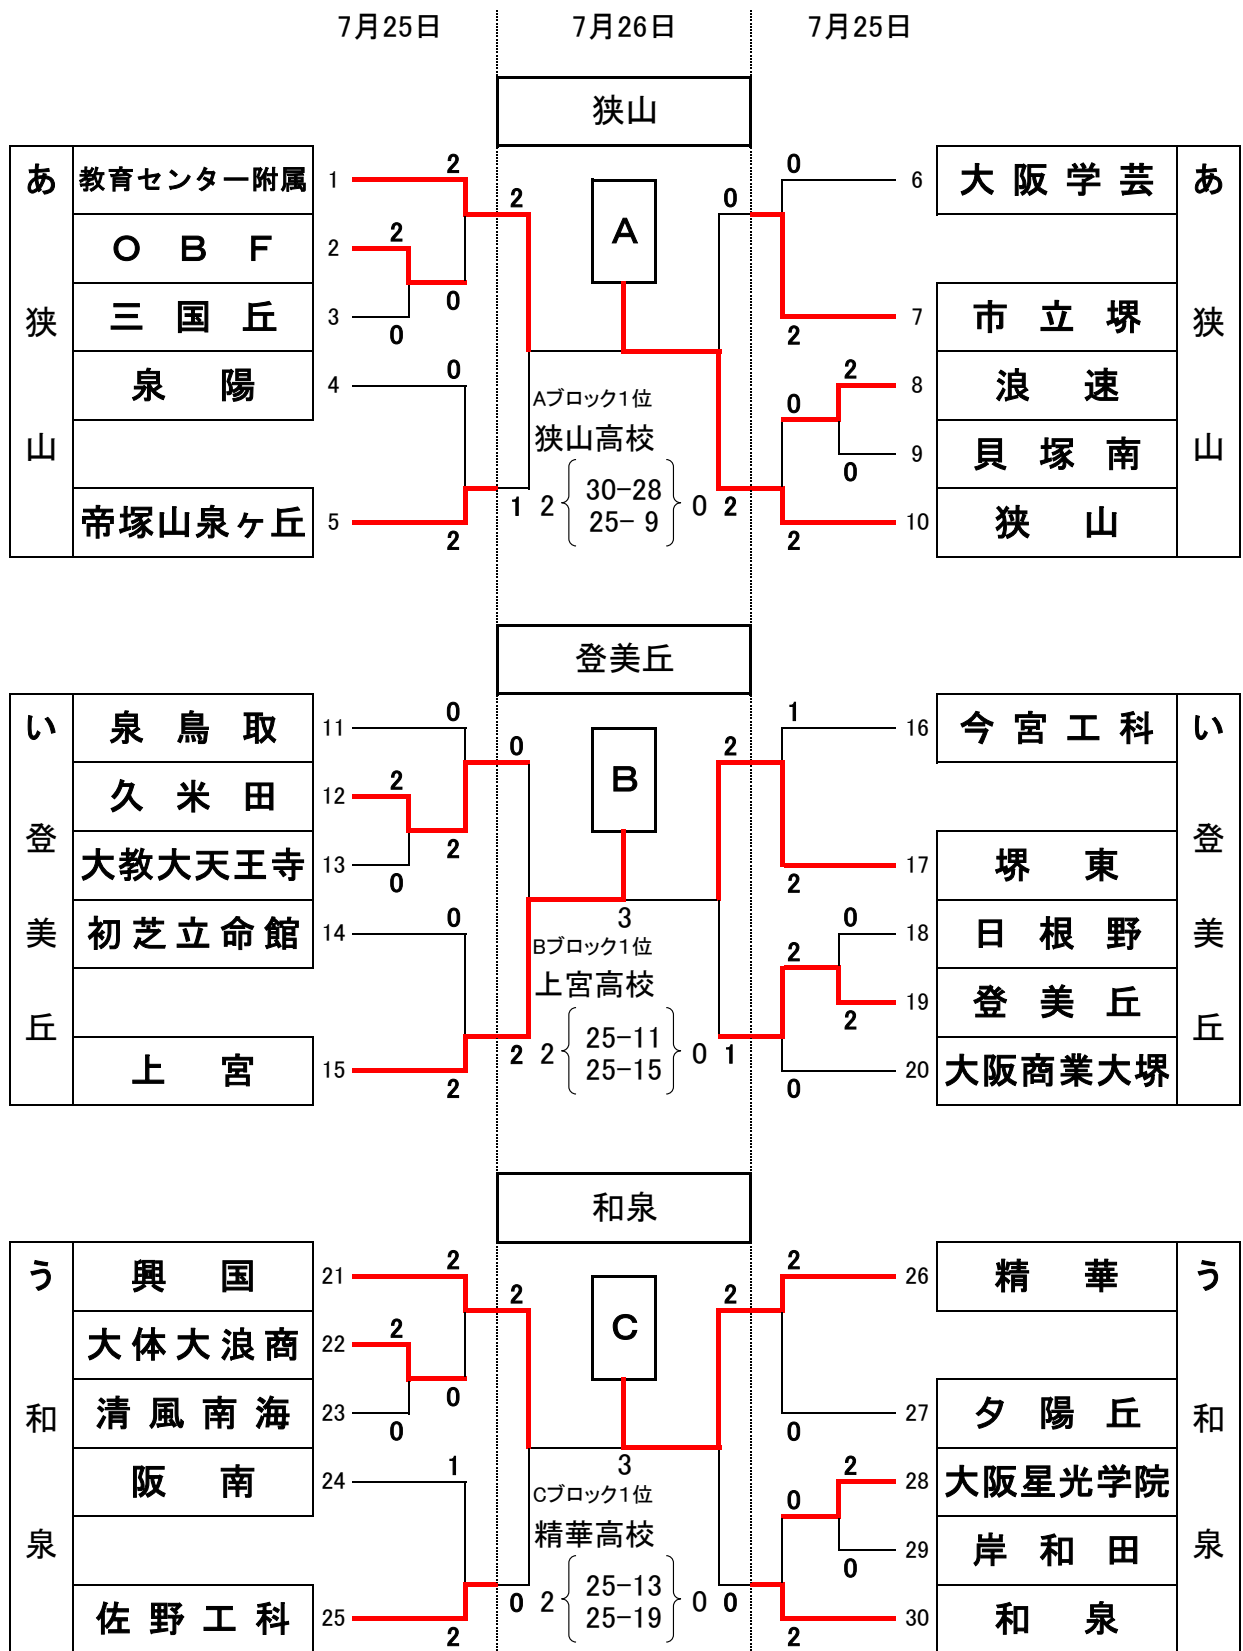 7月25日 7月26日 7月25日
狭山
あ 教育センター附属 1 2 2 A 0 0 6 大阪学芸 あ
OBF 2 2 0
狭 三国丘 3 0 2 7 市立堺 狭
泉陽 4 0 2 8 浪速
Aブロック1位 0
山 狭山高校 0 9 貝塚南 山
帝塚山泉ヶ丘 5 2 1 2 30-28 0 2 2 10 狭山
25- 9
登美丘
い 泉鳥取 11 0 0 B 2 1 16 今宮工科 い
久米田 12 2
登 大教大天王寺 13 0 2 2 17 堺東 登
美 初芝立命館 14 0 3 0 18 日根野 美
Bブロック1位 2
丘 上宮高校 2 19 登美丘 丘
上宮 15 2 2 2 25-11 0 1 0 20 大阪商業大堺
25-15
和泉
う 興国 21 2 2 C 2 2 26 精華 う
大体大浪商 22 2 0
和 清風南海 23 0 0 27 夕陽丘 和
阪南 24 1 3 2 28 大阪星光学院
Cブロック1位 0
泉 精華高校 0 29 岸和田 泉
佐野工科 25 2 0 2 25-13 0 0 2 30 和泉
25-19